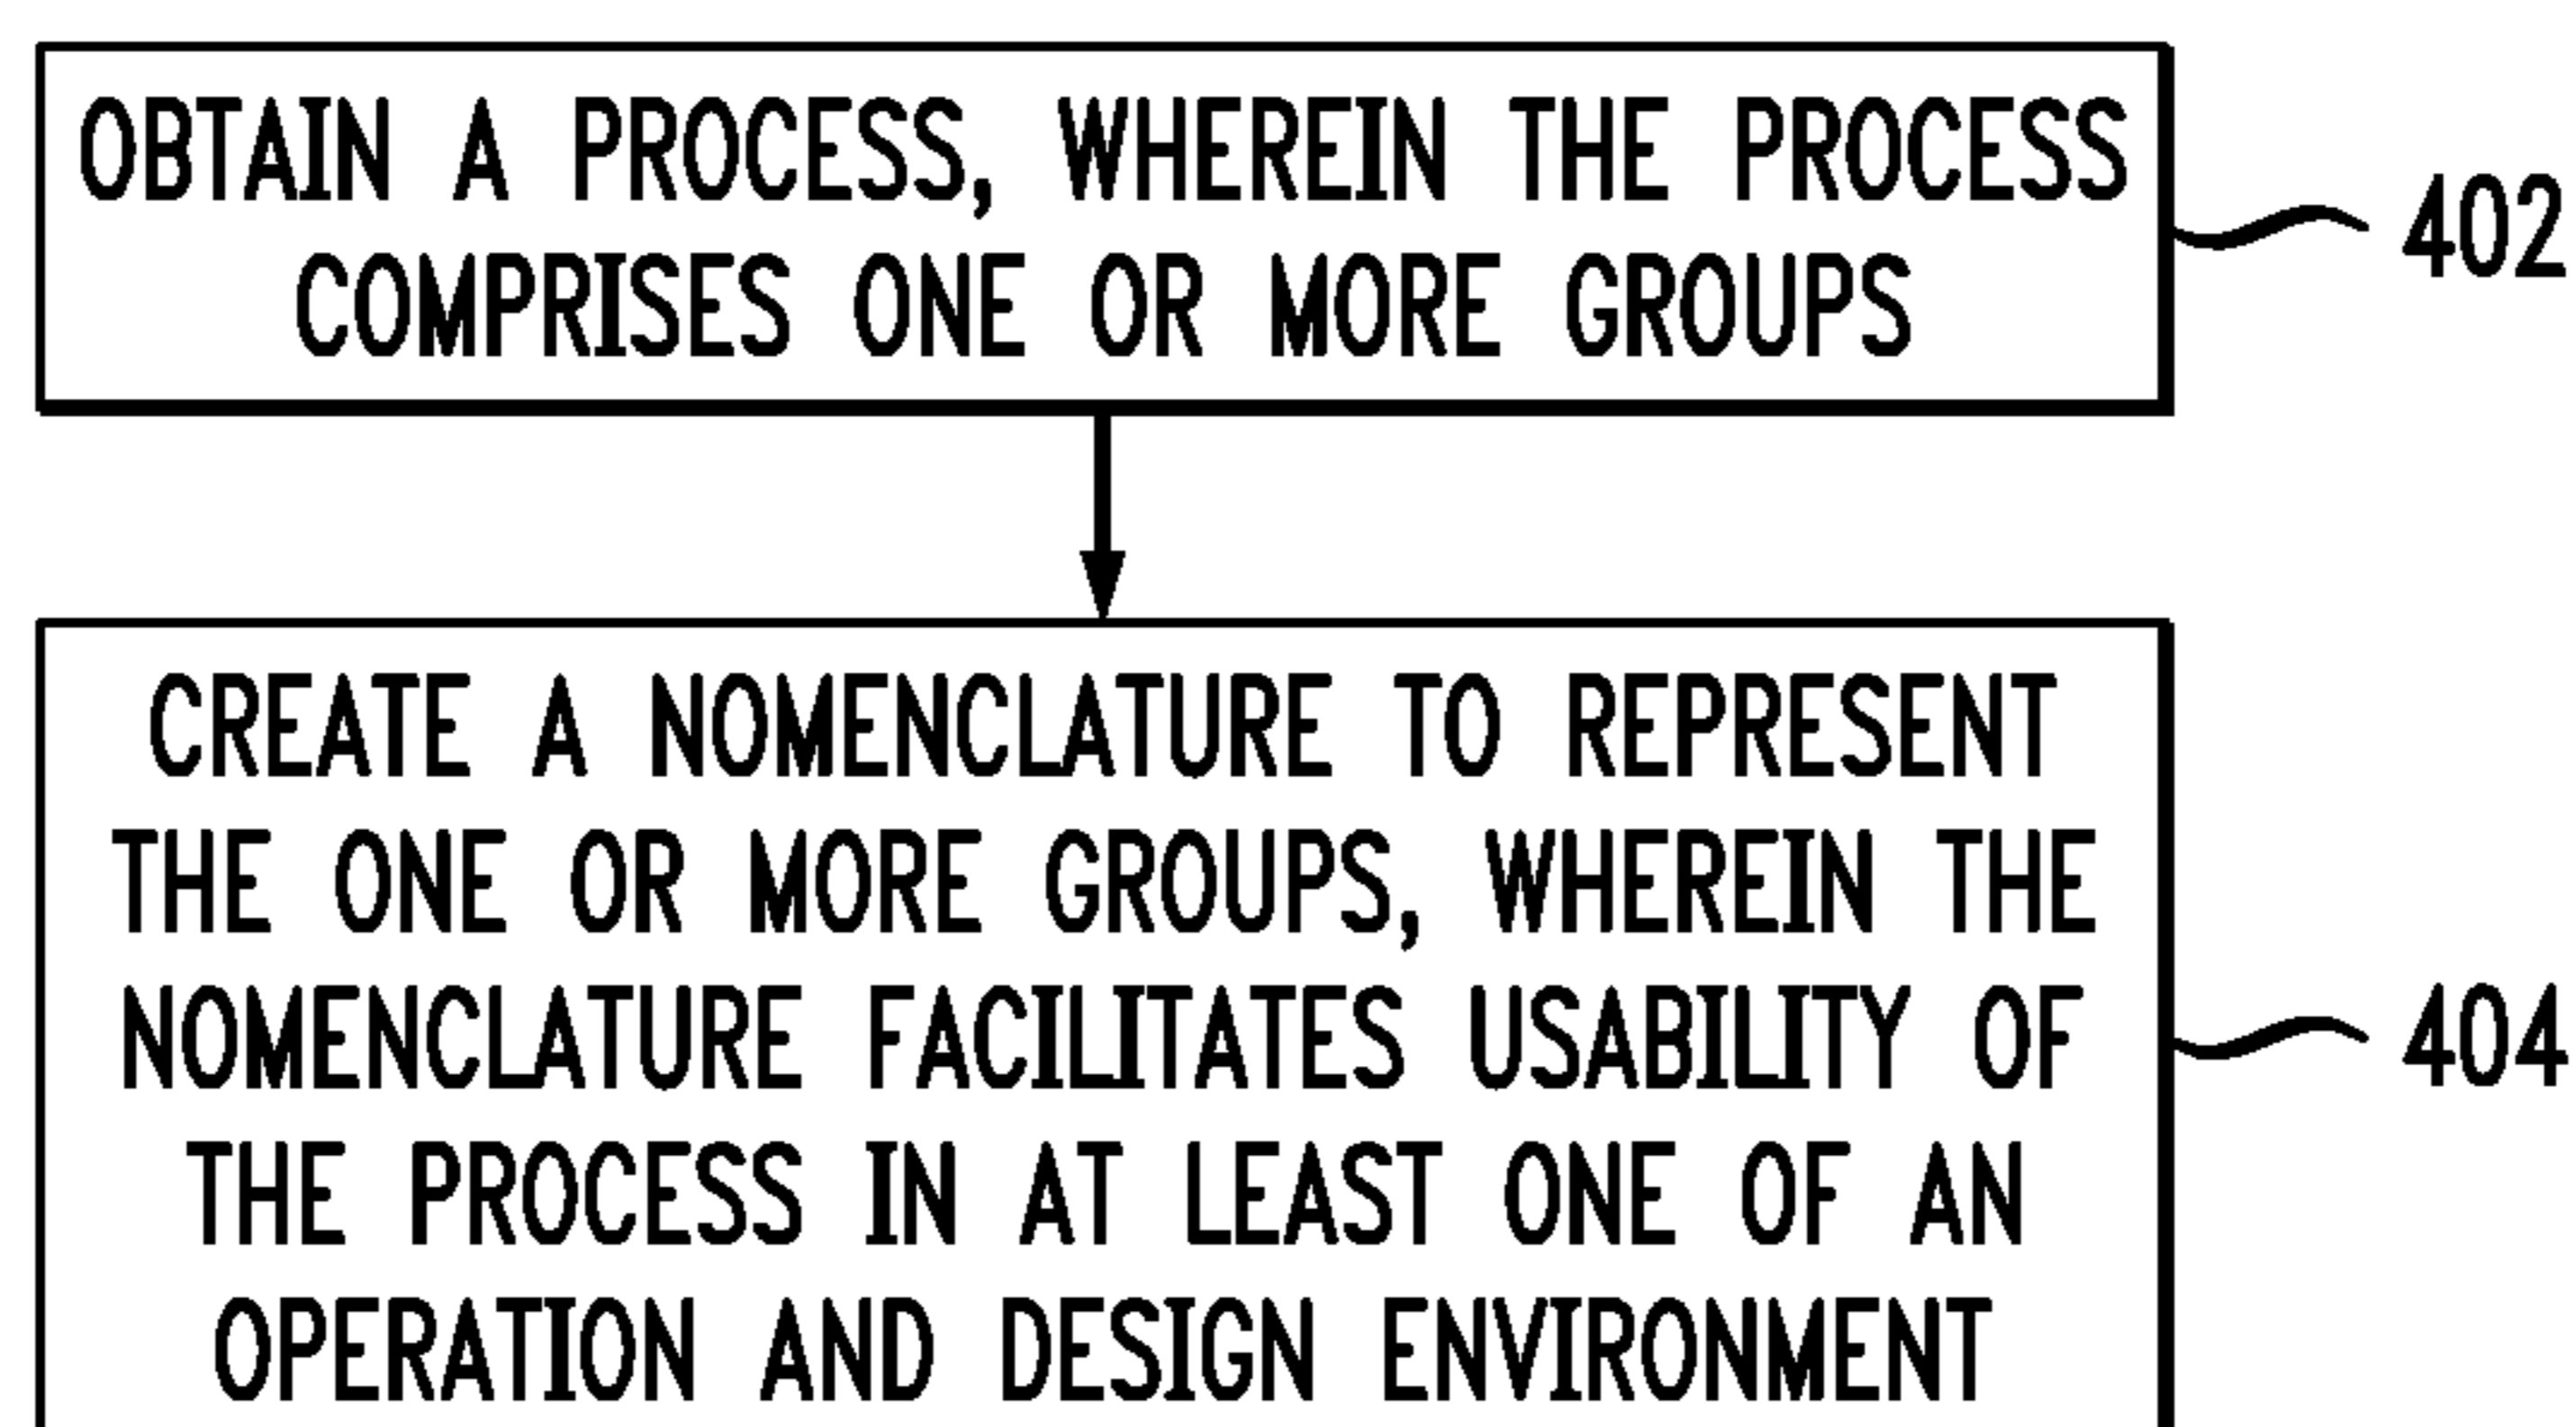 OBTAIN A PROCESS, WHEREIN THE PROCESS
COMPRISES ONE OR MORE GROUPS
402
CREATE A NOMENCLATURE TO REPRESENT
THE ONE OR MORE GROUPS, WHEREIN THE
NOMENCLATURE FACILITATES USABILITY OF
THE PROCESS IN AT LEAST ONE OF AN
OPERATION AND DESIGN ENVIRONMENT
404